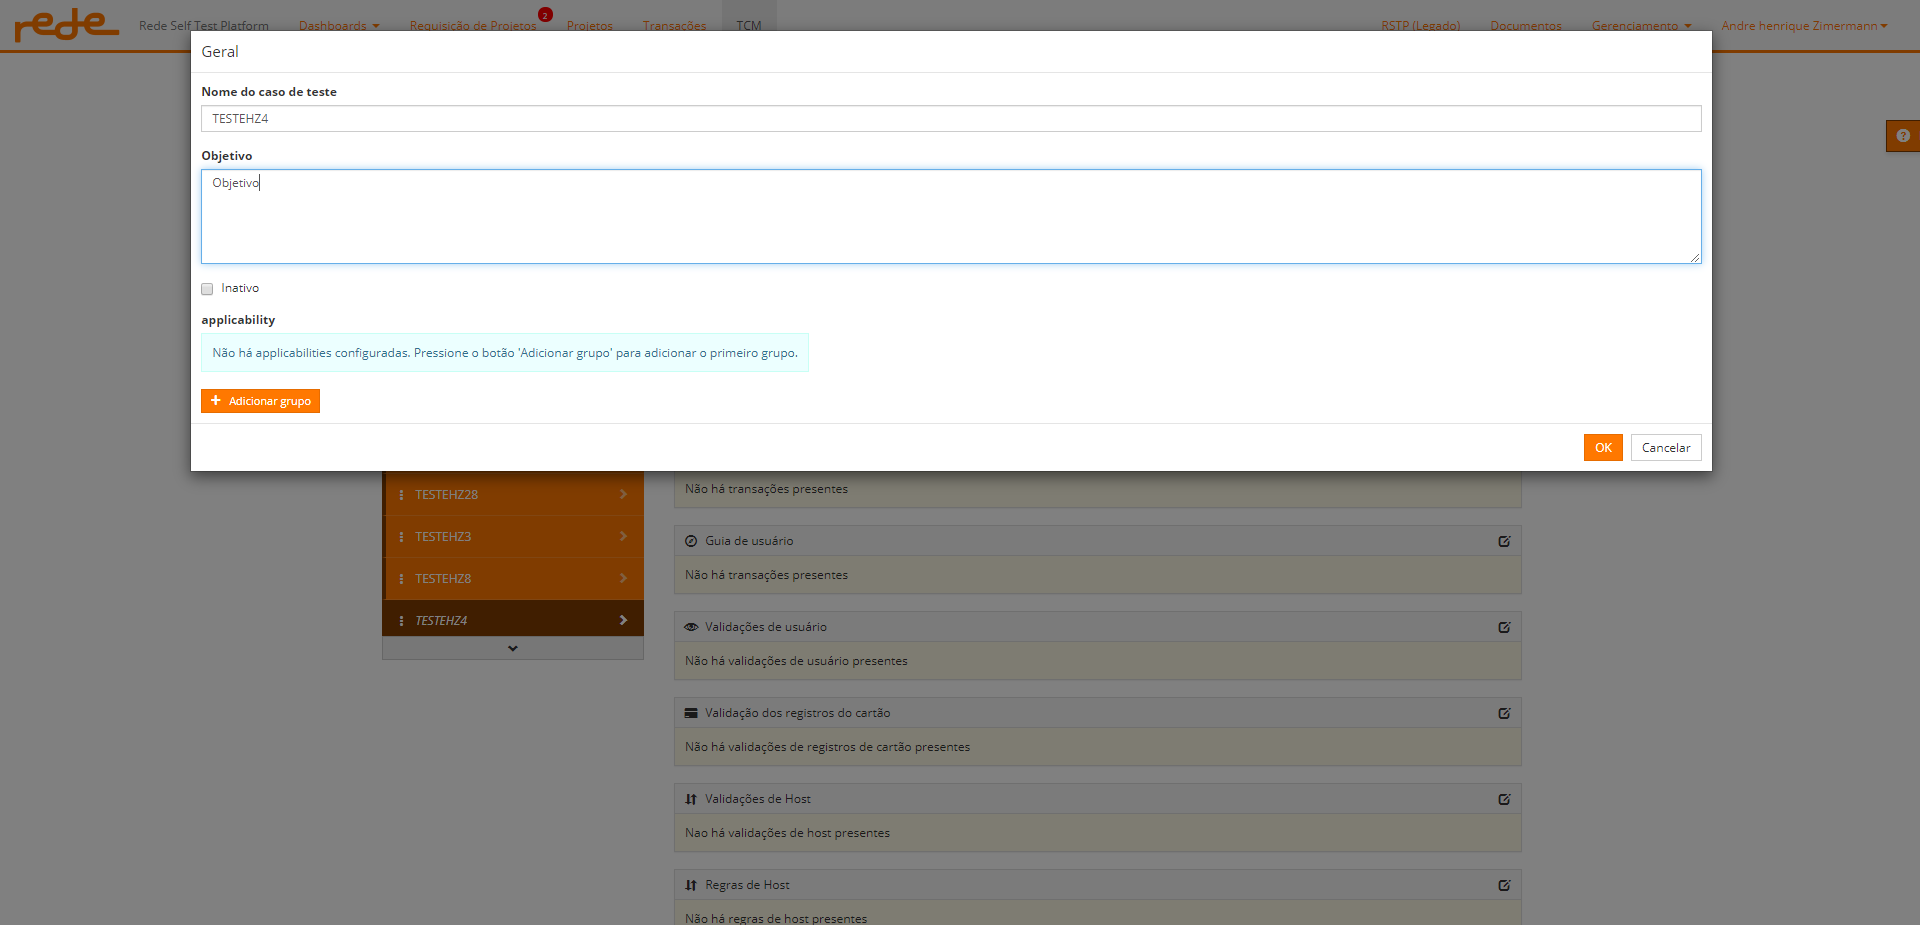 rede Rede Self Test Platform Dashboards Requisição de Projetos 2 Projetos Transações TCM RSTP (Legado) Documentos Gerenciamento Andre henrique Zimermann
Geral
Nome do caso de teste
TESTEHZ4
Objetivo
Objetivo
Inativo
applicability
Não há applicabilities configuradas. Pressione o botão 'Adicionar grupo' para adicionar o primeiro grupo.
Adicionar grupo
OK Cancelar
TESTEHZ28
TESTEHZ3
TESTEHZ8
TESTEHZ4
Não há transações presentes
Guia de usuário
Não há transações presentes
Validações de usuário
Não há validações de usuário presentes
Validação dos registros do cartão
Não há validações de registros de cartão presentes
Validações de Host
Nao há validações de host presentes
Regras de Host
Não há regras de host presentes